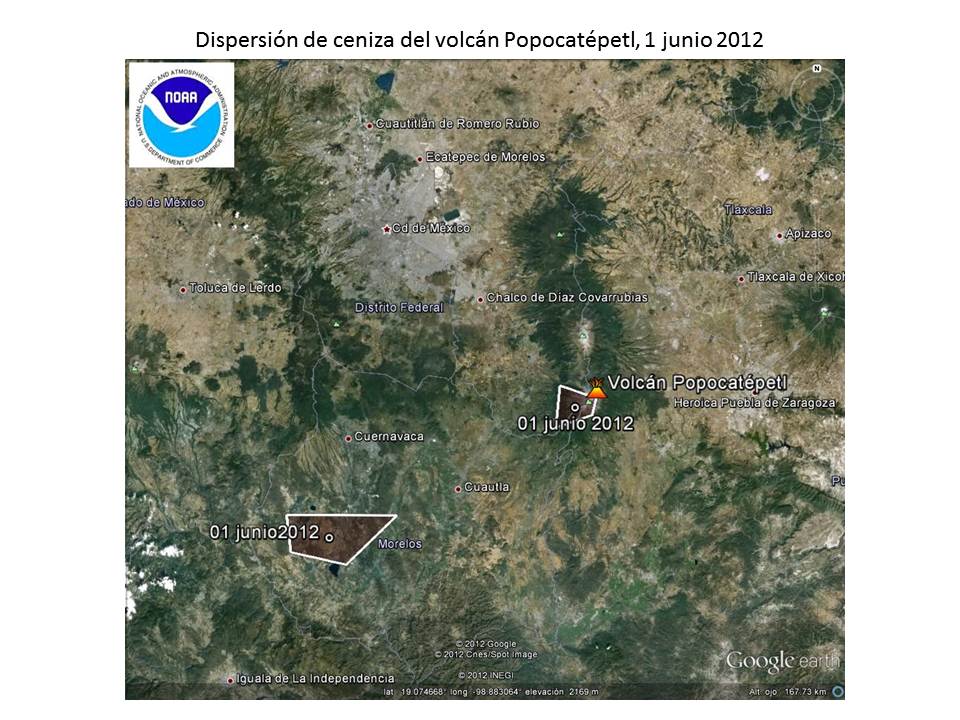 Dispersión de ceniza del volcán Popocatépetl, 1 junio 2012
NATIONAL OCEANIC AND ATMOSPHERIC ADMINISTRATION
NOAA
U.S. DEPARTMENT OF COMMERCE
N
Cuautitlán de Romero Rubio
Ecatepec de Morelos
ado de México
Tlaxcala
Cd de México
Apizaco
Tlaxcala de Xicoh
Toluca de Lerdo
Chalco de Díaz Covarrubias
Distrito Federal
Volcán Popocatépetl
Heroica Puebla de Zaragoza
01 junio 2012
Cuernavaca
Cuautla
Pu
01 junio2012
Morelos
© 2012 Google
© 2012 Cnes/Spot Image
Google earth
© 2012 INEGI
Iguala de La Independencia
lat 19.074668° long -98.883064° elevación 2169 m
Alt. ojo 167.73 km